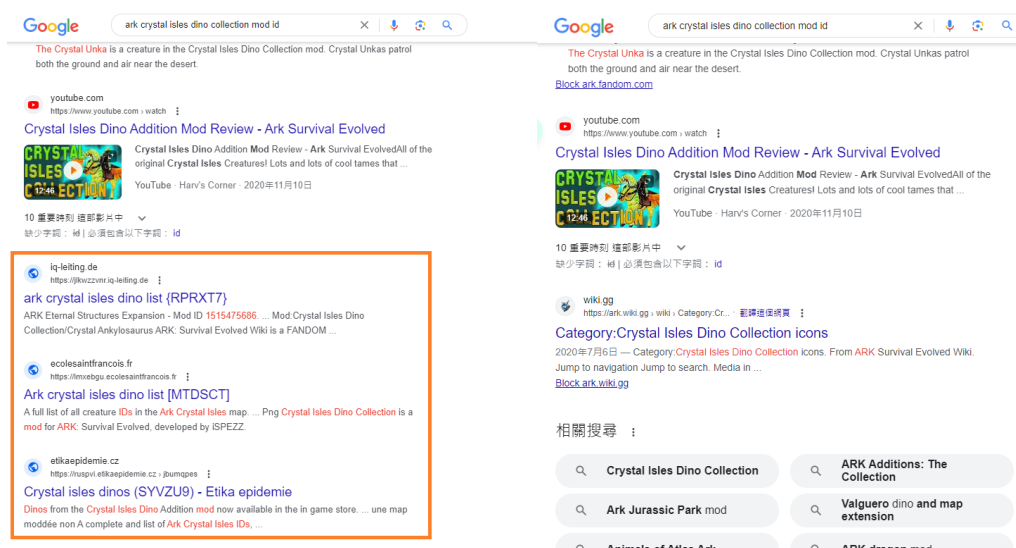 Google
ark crystal isles dino collection mod id
The Crystal Unka is a creature in the Crystal Isles Dino Collection mod. Crystal Unkas patrol
both the ground and air near the desert.
youtube.com
https://www.youtube.com › watch
Crystal Isles Dino Addition Mod Review - Ark Survival Evolved
CRYSTAL
ISLES
COLLECTION
12:46
Crystal Isles Dino Addition Mod Review - Ark Survival EvolvedAll of the
original Crystal Isles Creatures! Lots and lots of cool tames that ...
YouTube · Harv's Corner · 2020年11月10日
10 重要時刻 這部影片中
缺少字詞： id | 必須包含以下字詞： id
iq-leiting.de
https://jlkwzzvnr.iq-leiting.de
ark crystal isles dino list {RPRXT7}
ARK Eternal Structures Expansion - Mod ID 1515475686. ... Mod:Crystal Isles Dino
Collection/Crystal Ankylosaurus ARK: Survival Evolved Wiki is a FANDOM ...
ecolesaintfrancois.fr
https://lmxebgu.ecolesaintfrancois.fr
Ark crystal isles dino list [MTDSCT]
A full list of all creature IDs in the Ark Crystal Isles map. ... Png Crystal Isles Dino Collection is a
mod for ARK: Survival Evolved, developed by iSPEZZ.
etikaepidemie.cz
https://ruspvi.etikaepidemie.cz › jbumqpes
Crystal isles dinos (SYVZU9) - Etika epidemie
Dinos from the Crystal Isles Dino Addition mod now available in the in game store. ... une map
moddée non A complete and list of Ark Crystal Isles IDs, ...
Google
ark crystal isles dino collection mod id
The Crystal Unka is a creature in the Crystal Isles Dino Collection mod. Crystal Unkas patrol
both the ground and air near the desert.
Block ark.fandom.com
youtube.com
https://www.youtube.com › watch
Crystal Isles Dino Addition Mod Review - Ark Survival Evolved
CRYSTAL
ISLES
COLLECTION
12:46
Crystal Isles Dino Addition Mod Review - Ark Survival EvolvedAll of the
original Crystal Isles Creatures! Lots and lots of cool tames that ...
YouTube · Harv's Corner · 2020年11月10日
10 重要時刻 這部影片中
缺少字詞： id | 必須包含以下字詞： id
wiki.gg
https://ark.wiki.gg › wiki › Category:Cr... · 翻譯這個網頁
Category:Crystal Isles Dino Collection icons
2020年7月6日 — Category:Crystal Isles Dino Collection icons. From ARK Survival Evolved Wiki.
Jump to navigation Jump to search. Media in ...
Block ark.wiki.gg
相關搜尋
Crystal Isles Dino Collection
ARK Additions: The
Collection
Ark Jurassic Park mod
Valguero dino and map
extension
Animals of Atlas Ark
ARK dragon mod